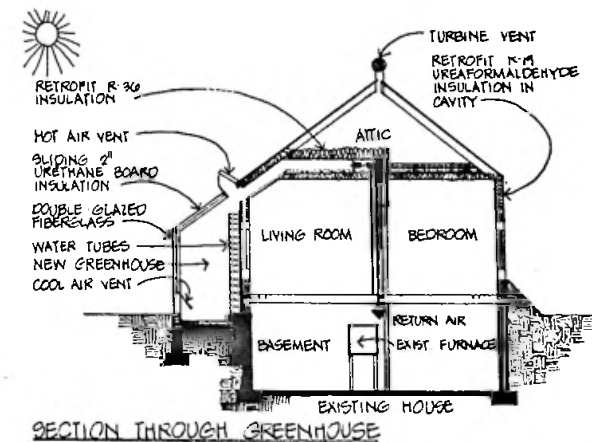 TURBINE VENT
RETROFIT R-19
UREAFORMALDEHYDE
INSULATION IN
CAVITY
RETROFIT R-36
INSULATION
ATTIC
HOT AIR VENT
SLIDING 2"
URETHANE BOARD
INSULATION
DOUBLE GLAZED
FIBERGLASS
WATER TUBES
NEW GREENHOUSE
COOL AIR VENT
LIVING ROOM
BEDROOM
RETURN AIR
BASEMENT
EXIST. FURNACE
EXISTING HOUSE
SECTION THROUGH GREENHOUSE